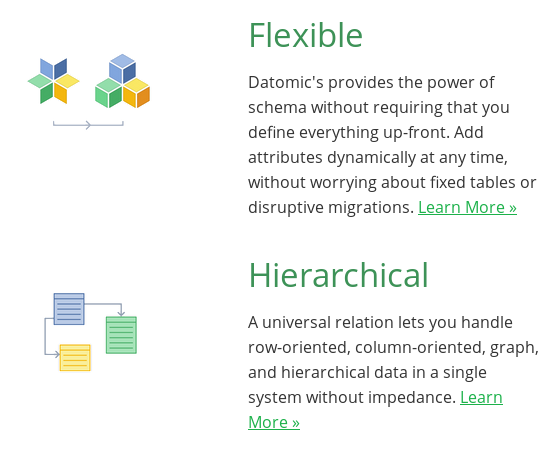 Flexible
Datomic's provides the power of
schema without requiring that you
define everything up-front. Add
attributes dynamically at any time,
without worrying about fixed tables or
disruptive migrations. Learn More »
Hierarchical
A universal relation lets you handle
row-oriented, column-oriented, graph,
and hierarchical data in a single
system without impedance. Learn
More »